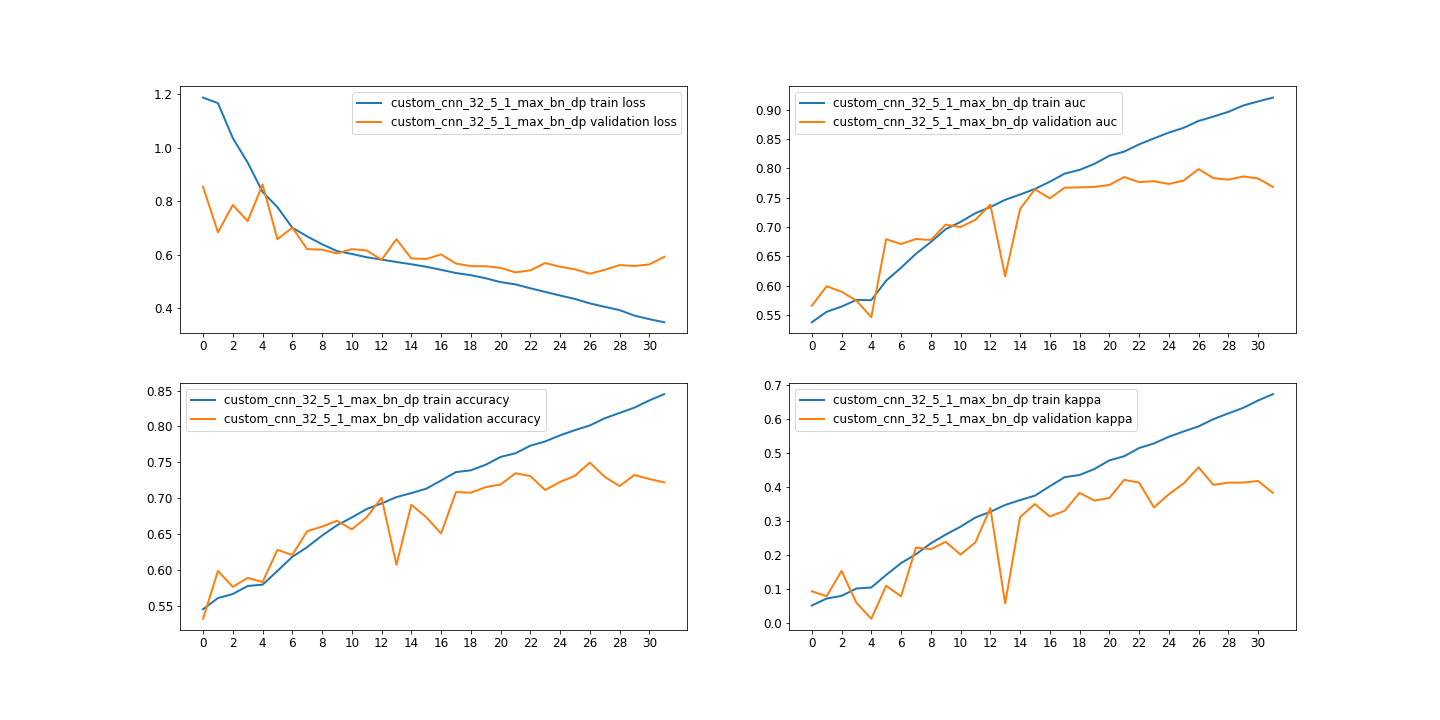 custom_cnn_32_5_1_max_bn_dp train loss
custom_cnn_32_5_1_max_bn_dp validation loss
1.2
1.0
0.8
0.6
0.4
0 2 4 6 8 10 12 14 16 18 20 22 24 26 28 30
custom_cnn_32_5_1_max_bn_dp train auc
custom_cnn_32_5_1_max_bn_dp validation auc
0.90
0.85
0.80
0.75
0.70
0.65
0.60
0.55
0 2 4 6 8 10 12 14 16 18 20 22 24 26 28 30
custom_cnn_32_5_1_max_bn_dp train accuracy
custom_cnn_32_5_1_max_bn_dp validation accuracy
0.85
0.80
0.75
0.70
0.65
0.60
0.55
0 2 4 6 8 10 12 14 16 18 20 22 24 26 28 30
custom_cnn_32_5_1_max_bn_dp train kappa
custom_cnn_32_5_1_max_bn_dp validation kappa
0.7
0.6
0.5
0.4
0.3
0.2
0.1
0.0
0 2 4 6 8 10 12 14 16 18 20 22 24 26 28 30